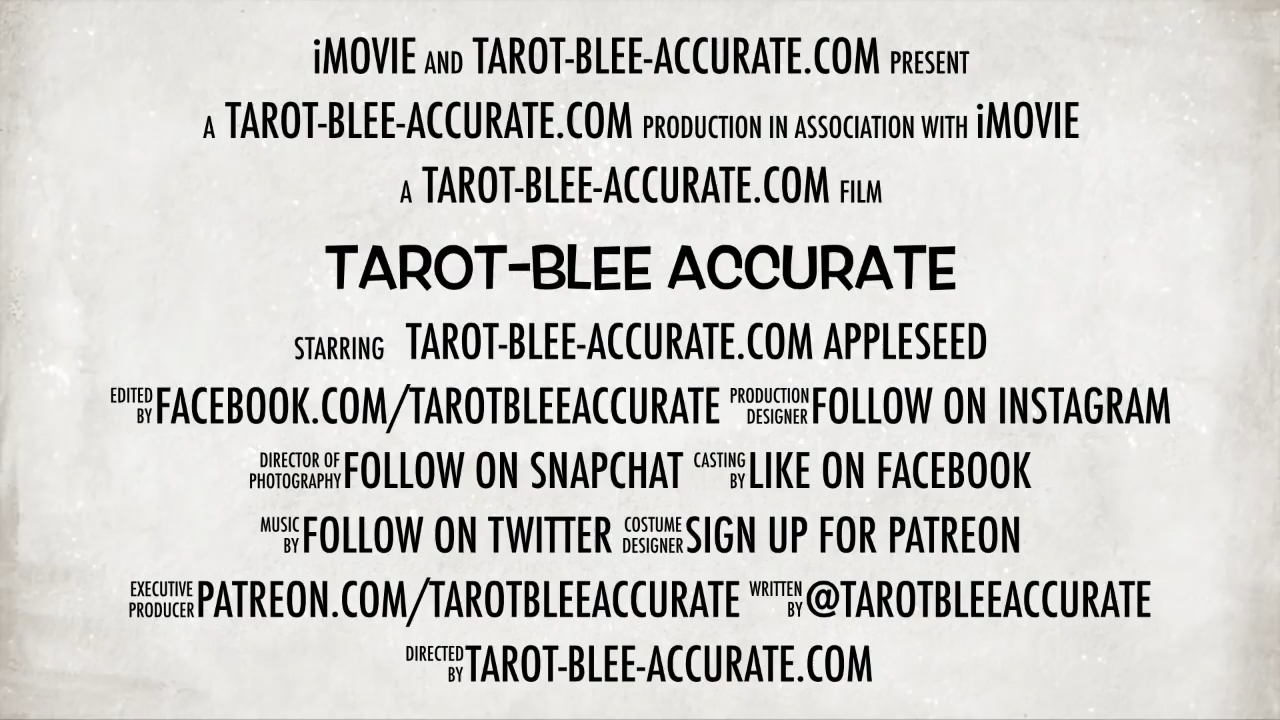 iMOVIE AND TAROT-BLEE-ACCURATE.COM PRESENT
A TAROT-BLEE-ACCURATE.COM PRODUCTION IN ASSOCIATION WITH iMOVIE
A TAROT-BLEE-ACCURATE.COM FILM
TAROT-BLEE ACCURATE
STARRING TAROT-BLEE-ACCURATE.COM APPLESEED
EDITED BY FACEBOOK.COM/TAROTBLEEACCURATE PRODUCTION DESIGNER FOLLOW ON INSTAGRAM
DIRECTOR OF PHOTOGRAPHY FOLLOW ON SNAPCHAT CASTING BY LIKE ON FACEBOOK
MUSIC BY FOLLOW ON TWITTER COSTUME DESIGNER SIGN UP FOR PATREON
EXECUTIVE PRODUCER PATREON.COM/TAROTBLEEACCURATE WRITTEN BY @TAROTBLEEACCURATE
DIRECTED BY TAROT-BLEE-ACCURATE.COM